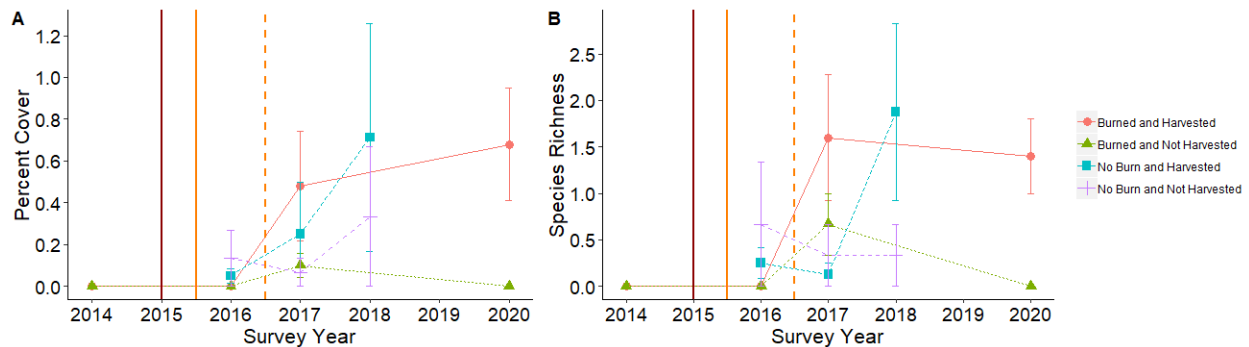 A
Percent Cover
1.2
1.0
0.8
0.6
0.4
0.2
0.0
2014 2015 2016 2017 2018 2019 2020
Survey Year
B
Species Richness
2.5
2.0
1.5
1.0
0.5
0.0
2014 2015 2016 2017 2018 2019 2020
Survey Year
Burned and Harvested
Burned and Not Harvested
No Burn and Harvested
No Burn and Not Harvested